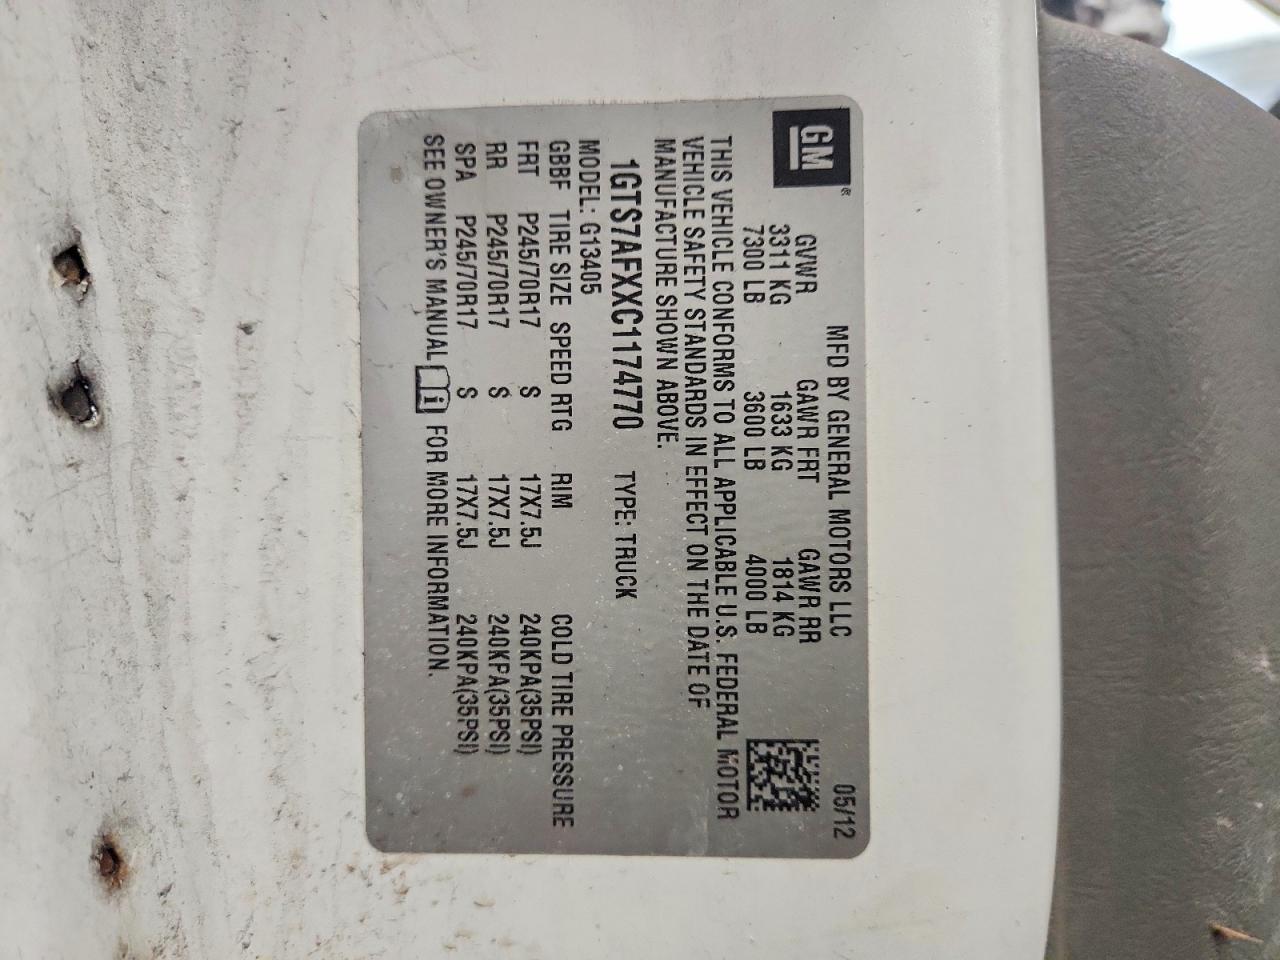 GM®
MFD BY GENERAL MOTORS LLC 05/12
GVWR GAWR FRT GAWR RR
3311 KG 1633 KG 1814 KG
7300 LB 3600 LB 4000 LB
THIS VEHICLE CONFORMS TO ALL APPLICABLE U.S. FEDERAL MOTOR
VEHICLE SAFETY STANDARDS IN EFFECT ON THE DATE OF
MANUFACTURE SHOWN ABOVE.
1GTS7AFXXC1174770 TYPE: TRUCK
MODEL: G13405
GBBF TIRE SIZE SPEED RTG RIM COLD TIRE PRESSURE
FRT P245/70R17 S 17X7.5J 240KPA(35PSI)
RR P245/70R17 S 17X7.5J 240KPA(35PSI)
SPA P245/70R17 S 17X7.5J 240KPA(35PSI)
SEE OWNER'S MANUAL i FOR MORE INFORMATION.